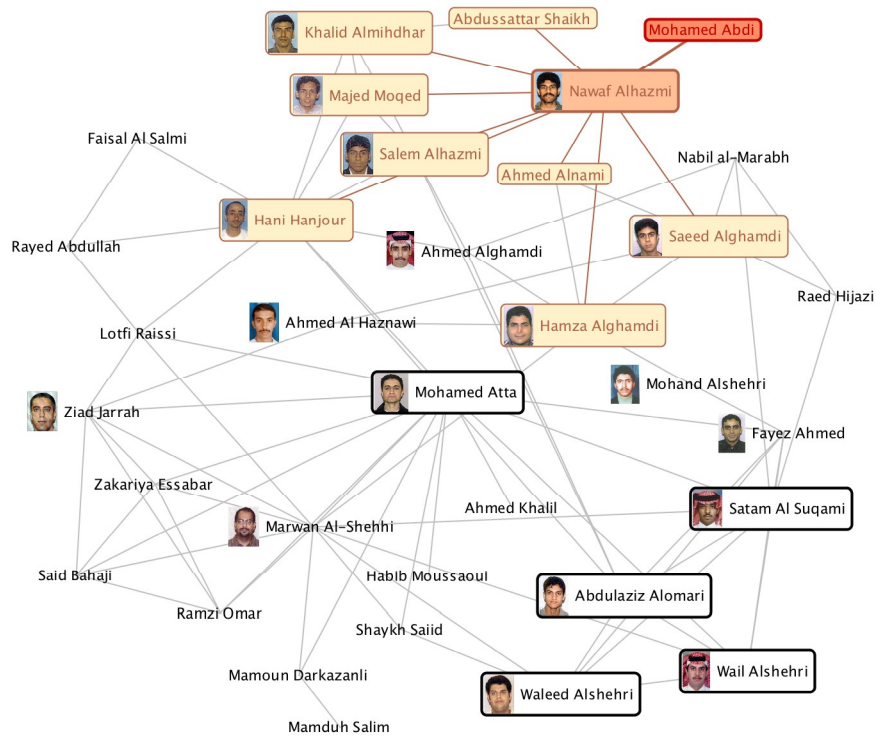 Khalid Almihdhar
Abdussattar Shaikh
Mohamed Abdi
Majed Moqed
Nawaf Alhazmi
Faisal Al Salmi
Salem Alhazmi
Nabil al-Marabh
Ahmed Alnami
Hani Hanjour
Rayed Abdullah
Ahmed Alghamdi
Saeed Alghamdi
Raed Hijazi
Ahmed Al Haznawi
Hamza Alghamdi
Lotfi Raissi
Mohamed Atta
Mohand Alshehri
Ziad Jarrah
Fayez Ahmed
Zakariya Essabar
Ahmed Khalil
Satam Al Suqami
Marwan Al-Shehhi
Said Bahaji
Habib Moussaoui
Abdulaziz Alomari
Ramzi Omar
Shaykh Saiid
Mamoun Darkazanli
Waleed Alshehri
Wail Alshehri
Mamduh Salim